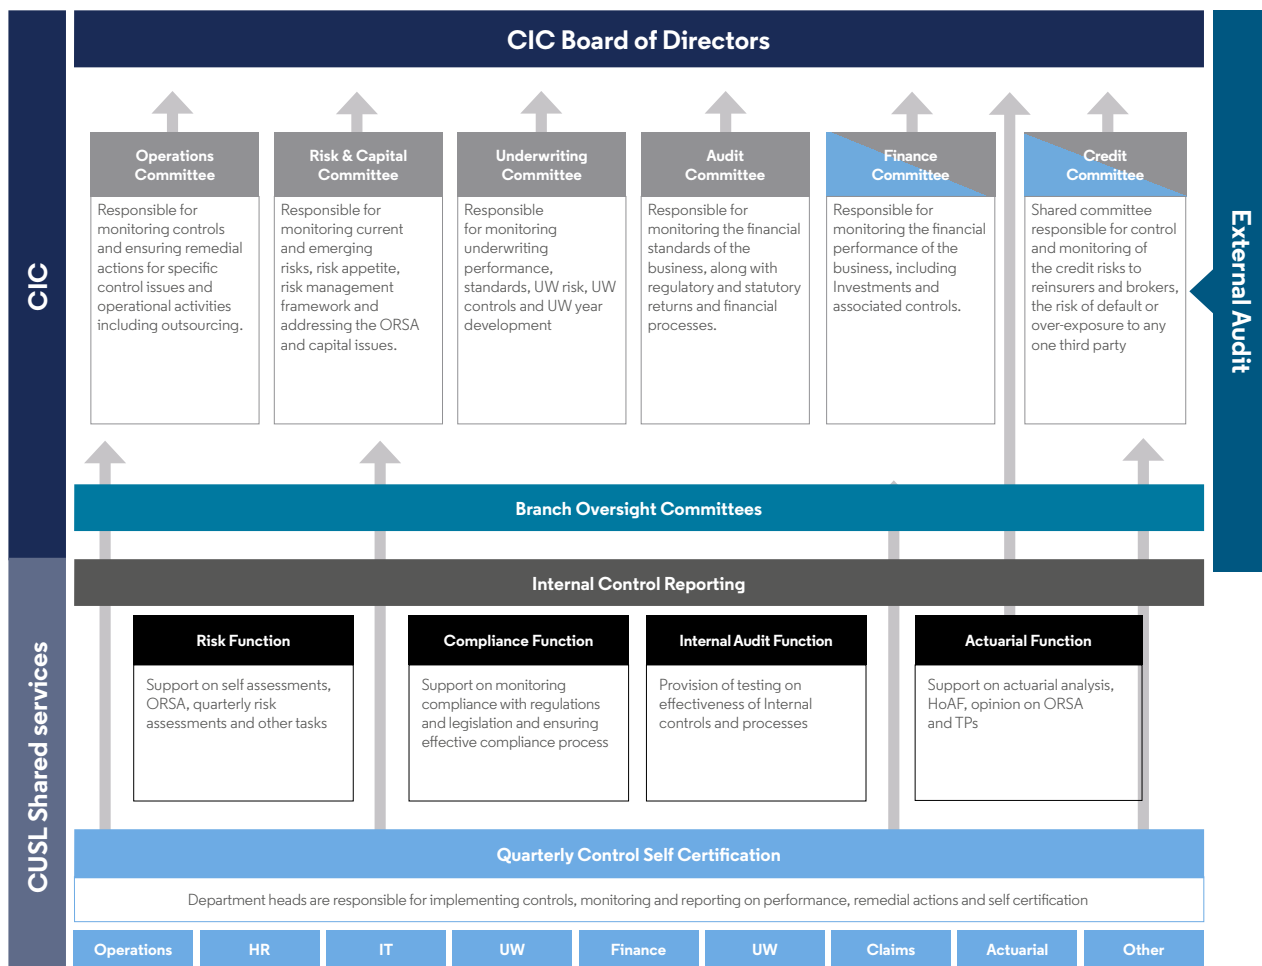 CIC Board of Directors
CIC
External Audit
Operations
Committee
Responsible for
monitoring controls
and ensuring remedial
actions for specific
control issues and
operational activities
including outsourcing.
Risk & Capital
Committee
Responsible for
monitoring current
and emerging
risks, risk appetite,
risk management
framework and
addressing the ORSA
and capital issues.
Underwriting
Committee
Responsible
for monitoring
underwriting
performance,
standards, UW risk, UW
controls and UW year
development
Audit
Committee
Responsible for
monitoring the financial
standards of the
business, along with
regulatory and statutory
returns and financial
processes.
Finance
Committee
Responsible for
monitoring the financial
performance of the
business, including
Investments and
associated controls.
Credit
Committee
Shared committee
responsible for control
and monitoring of
the credit risks to
reinsurers and brokers,
the risk of default or
over-exposure to any
one third party
Branch Oversight Committees
Internal Control Reporting
CUSL Shared services
Risk Function
Support on self assessments,
ORSA, quarterly risk
assessments and other tasks
Compliance Function
Support on monitoring
compliance with regulations
and legislation and ensuring
effective compliance process
Internal Audit Function
Provision of testing on
effectiveness of Internal
controls and processes
Actuarial Function
Support on actuarial analysis,
HoAF, opinion on ORSA
and TPs
Quarterly Control Self Certification
Department heads are responsible for implementing controls, monitoring and reporting on performance, remedial actions and self certification
Operations
HR
IT
UW
Finance
UW
Claims
Actuarial
Other